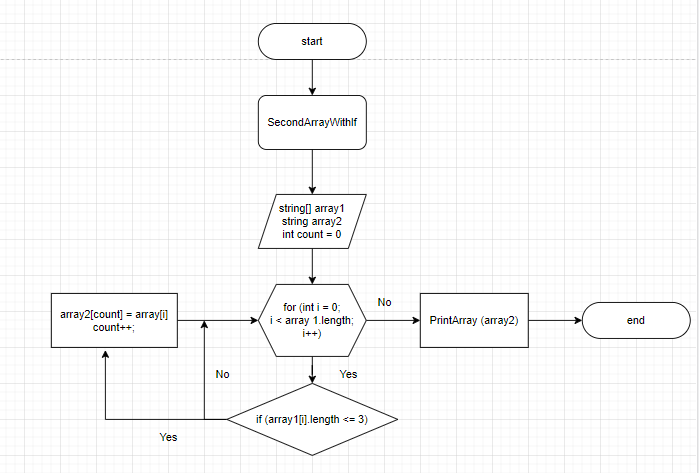 start
SecondArrayWithIf
string[] array1
string array2
int count = 0
array2[count] = array[i]
count++;
for (int i = 0;
i < array 1.length;
i++)
No
PrintArray (array2)
end
No
Yes
if (array1[i].length <= 3)
Yes